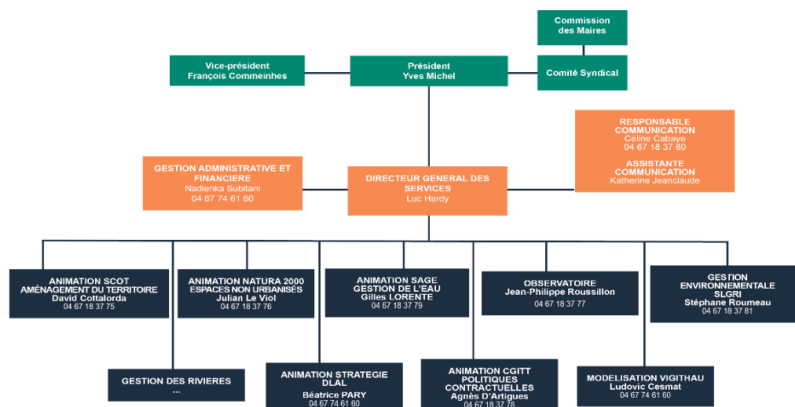 Commission
des Maires
Vice-président
François Commeinhes
Président
Yves Michel
Comité Syndical
RESPONSABLE
COMMUNICATION
Céline Cabaye
04 67 18 37 80
ASSISTANTE
COMMUNICATION
Katherine Jeanclaude
GESTION ADMINISTRATIVE ET
FINANCIERE
Nadienka Subitani
04 67 74 61 60
DIRECTEUR GENERAL DES
SERVICES
Luc Hardy
ANIMATION SCOT
AMÉNAGEMENT DU TERRITOIRE
David Cottalorda
04 67 18 37 75
ANIMATION NATURA 2000
ESPACES NON URBANISÉS
Julian Le Viol
04 67 18 37 76
ANIMATION SAGE
GESTION DE L'EAU
Gilles LORENTE
04 67 18 37 79
OBSERVATOIRE
Jean-Philippe Roussillon
04 67 18 37 77
GESTION
ENVIRONNEMENTALE
SLGRI
Stéphane Roumeau
04 67 18 37 81
GESTION DES RIVIERES
...
ANIMATION STRATEGIE
DLAL
Béatrice PARY
04 67 74 61 60
ANIMATION CGITT
POLITIQUES
CONTRACTUELLES
Agnès D'Artigues
04 67 18 37 78
MODELISATION VIGITHAU
Ludovic Cesmat
04 67 74 61 60